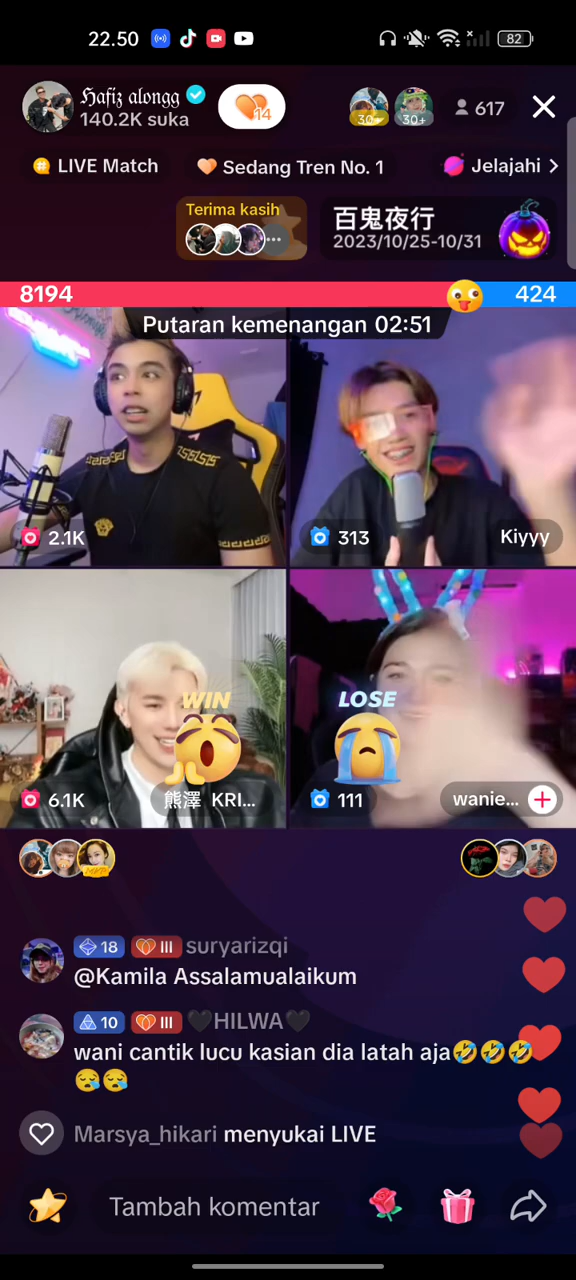 22.50
82
Hafiz alongg
140.2K suka
14
30+
30+
617
LIVE Match
Sedang Tren No. 1
Jelajahi
Terima kasih
百鬼夜行
2023/10/25-10/31
8194
424
Putaran kemenangan 02:51
2.1K
313
Kiyyy
WIN
LOSE
6.1K
熊澤 KRI...
111
wanie...
18 III suryarizqi
@Kamila Assalamualaikum
10 III 🖤HILWA🖤
wani cantik lucu kasian dia latah aja🤣🤣🤣
😪😪
Marsya_hikari menyukai LIVE
Tambah komentar